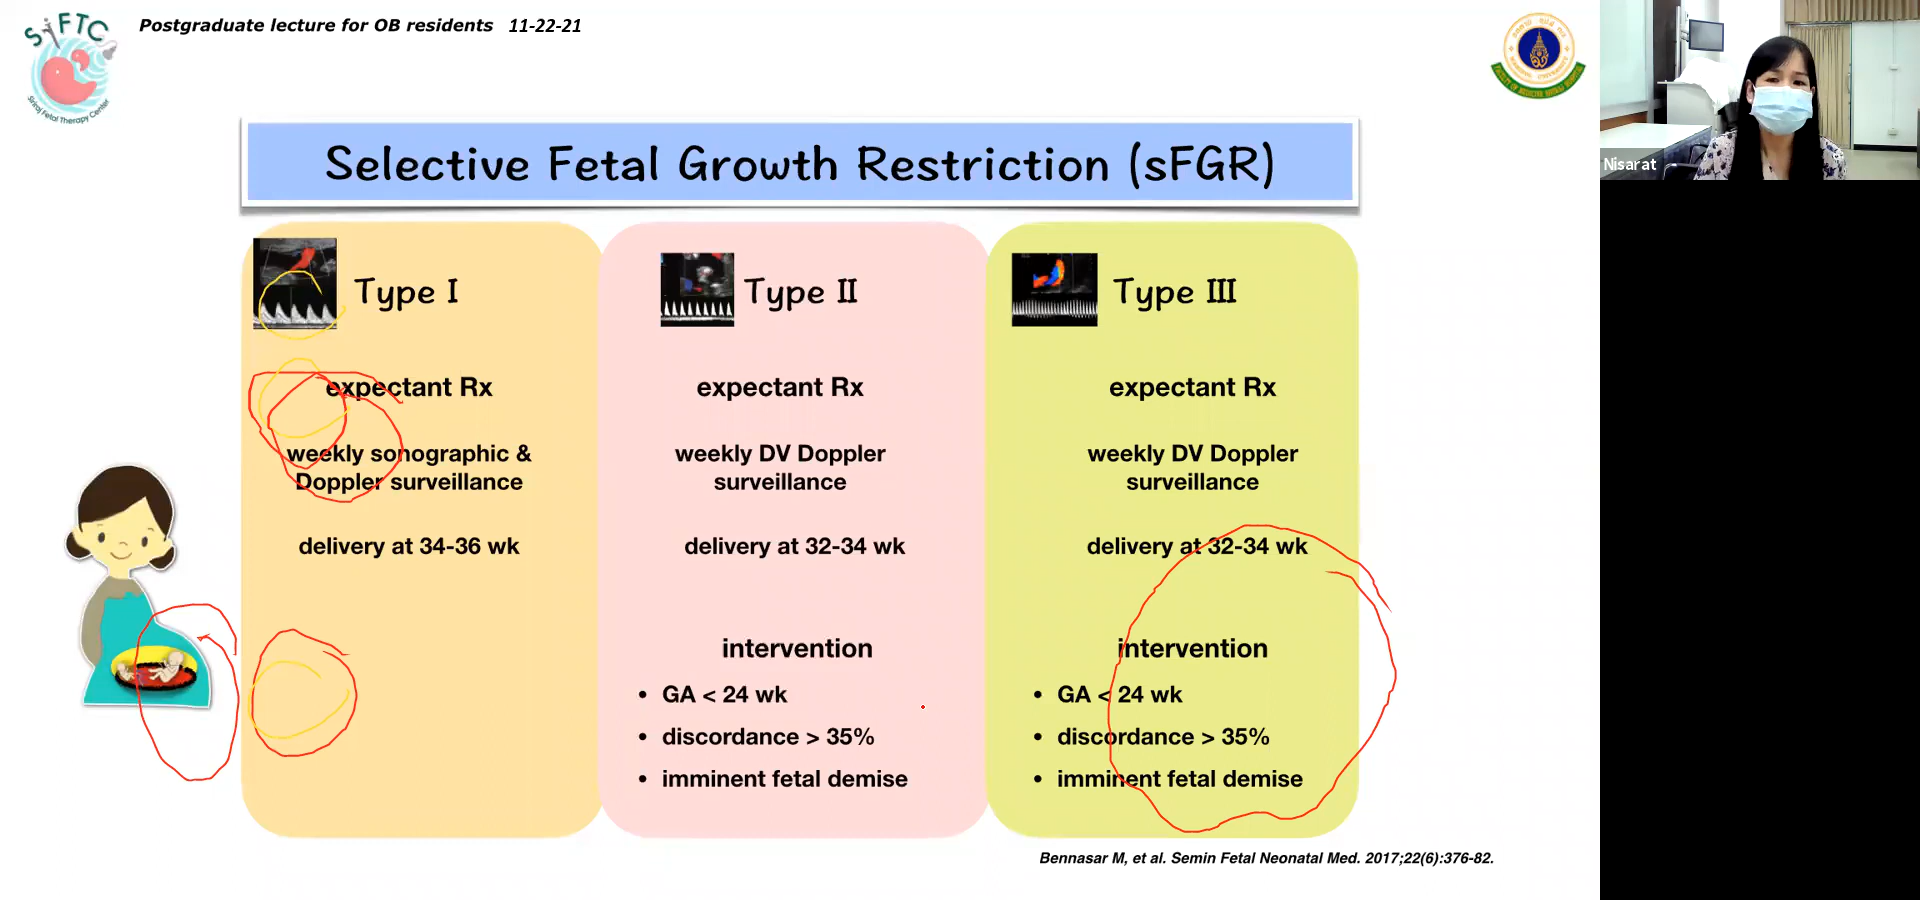 Postgraduate lecture for OB residents 11-22-21
SiFTC
Siriraj Fetal Therapy Center
Nisarat
Selective Fetal Growth Restriction (sFGR)
Type I
expectant Rx
weekly sonographic &
Doppler surveillance
delivery at 34-36 wk
Type II
expectant Rx
weekly DV Doppler
surveillance
delivery at 32-34 wk
intervention
• GA < 24 wk
• discordance > 35%
• imminent fetal demise
Type III
expectant Rx
weekly DV Doppler
surveillance
delivery at 32-34 wk
intervention
• GA < 24 wk
• discordance > 35%
• imminent fetal demise
Bennasar M, et al. Semin Fetal Neonatal Med. 2017;22(6):376-82.